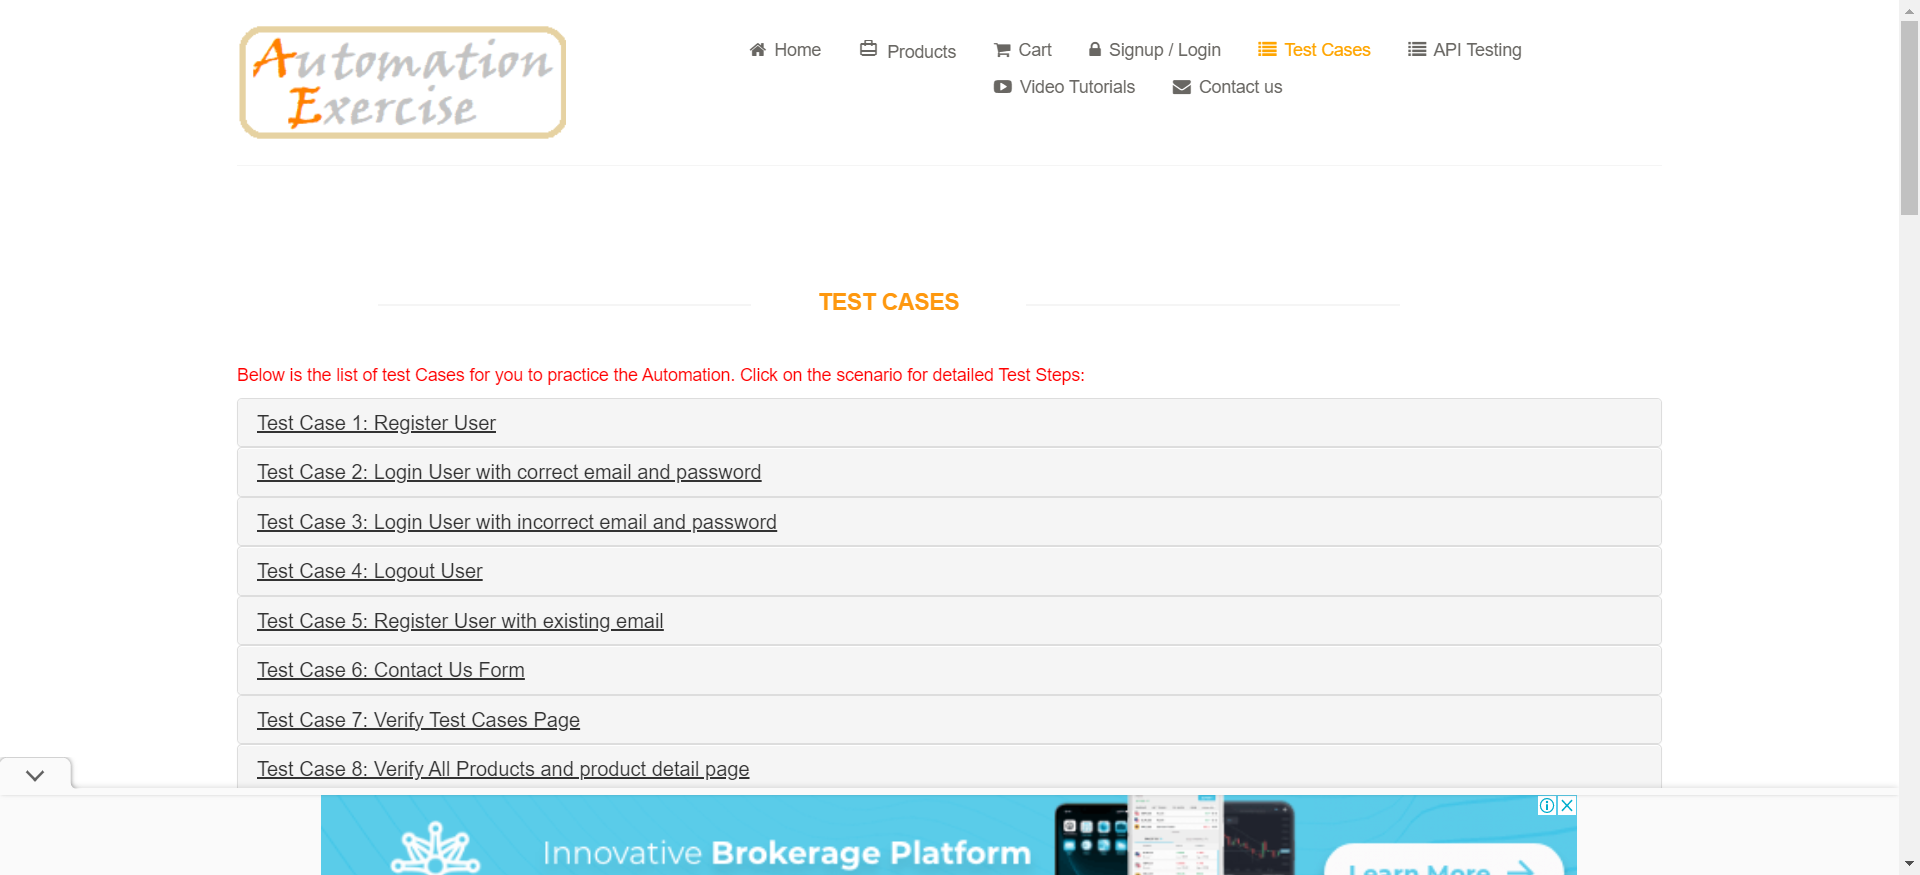 Automation
Exercise
Home Products Cart Signup / Login Test Cases API Testing
Video Tutorials Contact us
TEST CASES
Below is the list of test Cases for you to practice the Automation. Click on the scenario for detailed Test Steps:
Test Case 1: Register User
Test Case 2: Login User with correct email and password
Test Case 3: Login User with incorrect email and password
Test Case 4: Logout User
Test Case 5: Register User with existing email
Test Case 6: Contact Us Form
Test Case 7: Verify Test Cases Page
Test Case 8: Verify All Products and product detail page
Innovative Brokerage Platform
Learn More